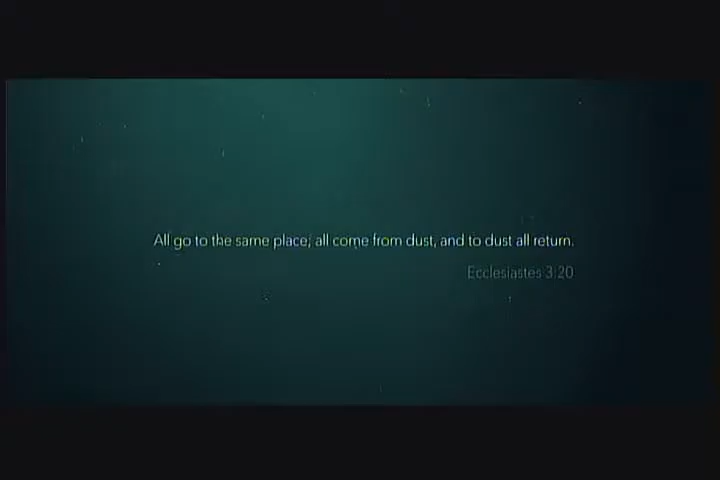 All go to the same place; all come from dust, and to dust all return.
Ecclesiastes 3:20